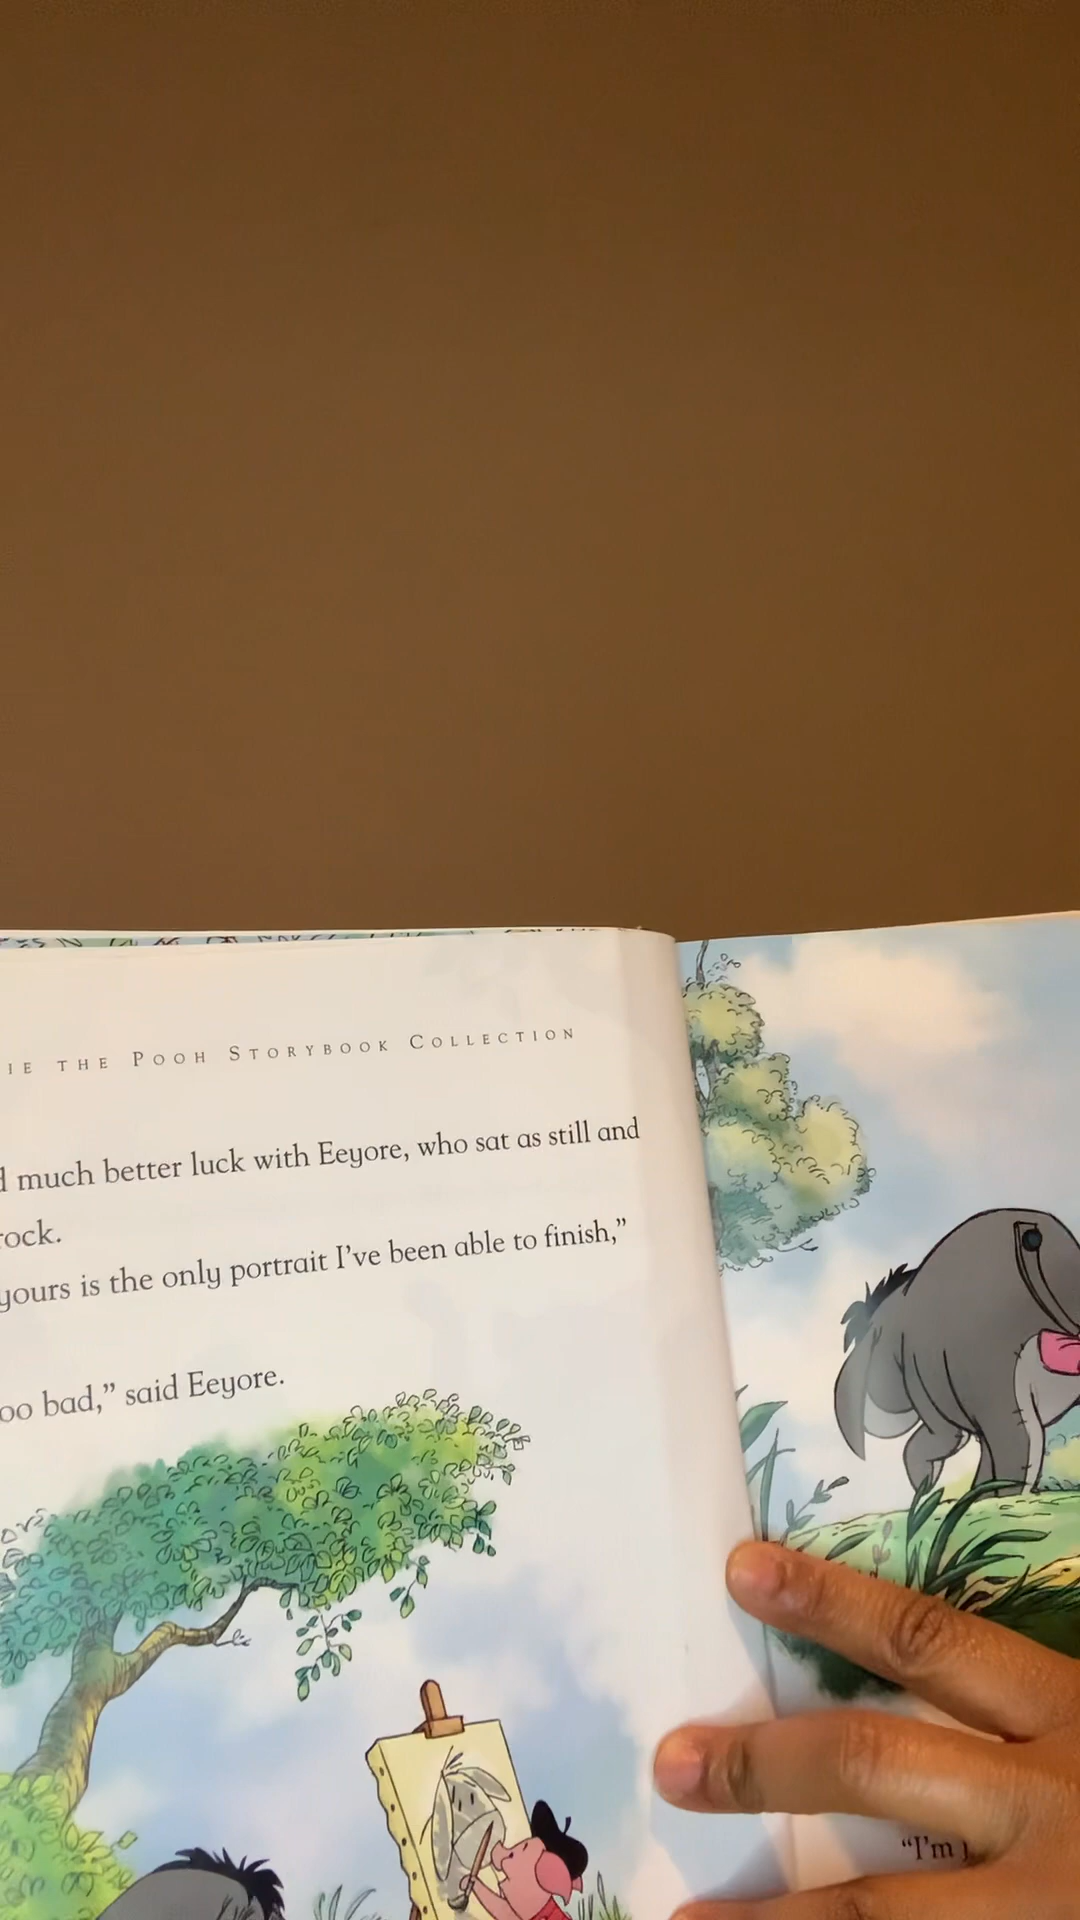 IE THE POOH STORYBOOK COLLECTION
much better luck with Eeyore, who sat as still and
rock.
yours is the only portrait I've been able to finish,”
oo bad,” said Eeyore.
“I'm